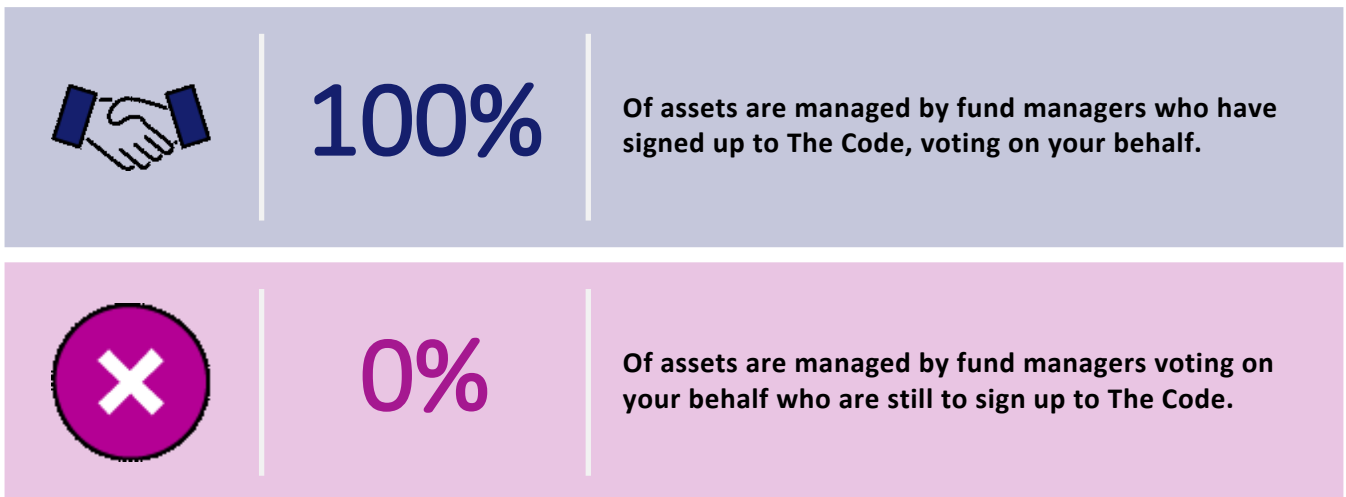 100%
Of assets are managed by fund managers who have
signed up to The Code, voting on your behalf.
0%
Of assets are managed by fund managers voting on
your behalf who are still to sign up to The Code.